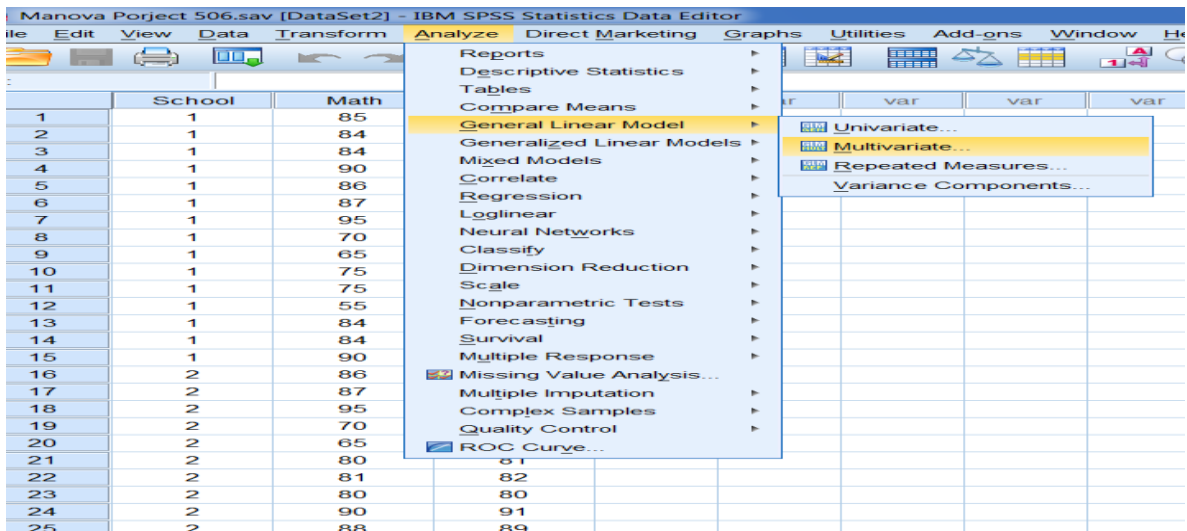 Manova Porject 506.sav [DataSet2] - IBM SPSS Statistics Data Editor
ile Edit View Data Transform Analyze Direct Marketing Graphs Utilities Add-ons Window He
Reports
Descriptive Statistics
Tables
Compare Means
General Linear Model
Generalized Linear Models
Mixed Models
Correlate
Regression
Loglinear
Neural Networks
Classify
Dimension Reduction
Scale
Nonparametric Tests
Forecasting
Survival
Multiple Response
Missing Value Analysis...
Multiple Imputation
Complex Samples
Quality Control
ROC Curve...
Univariate...
Multivariate...
Repeated Measures...
Variance Components...
School Math var var var
1 1 85
2 1 84
3 1 84
4 1 90
5 1 86
6 1 87
7 1 95
8 1 70
9 1 65
10 1 75
11 1 75
12 1 55
13 1 84
14 1 84
15 1 90
16 2 86
17 2 87
18 2 95
19 2 70
20 2 65
21 2 80 81
22 2 81 82
23 2 80 80
24 2 90 91
25 2 88 89